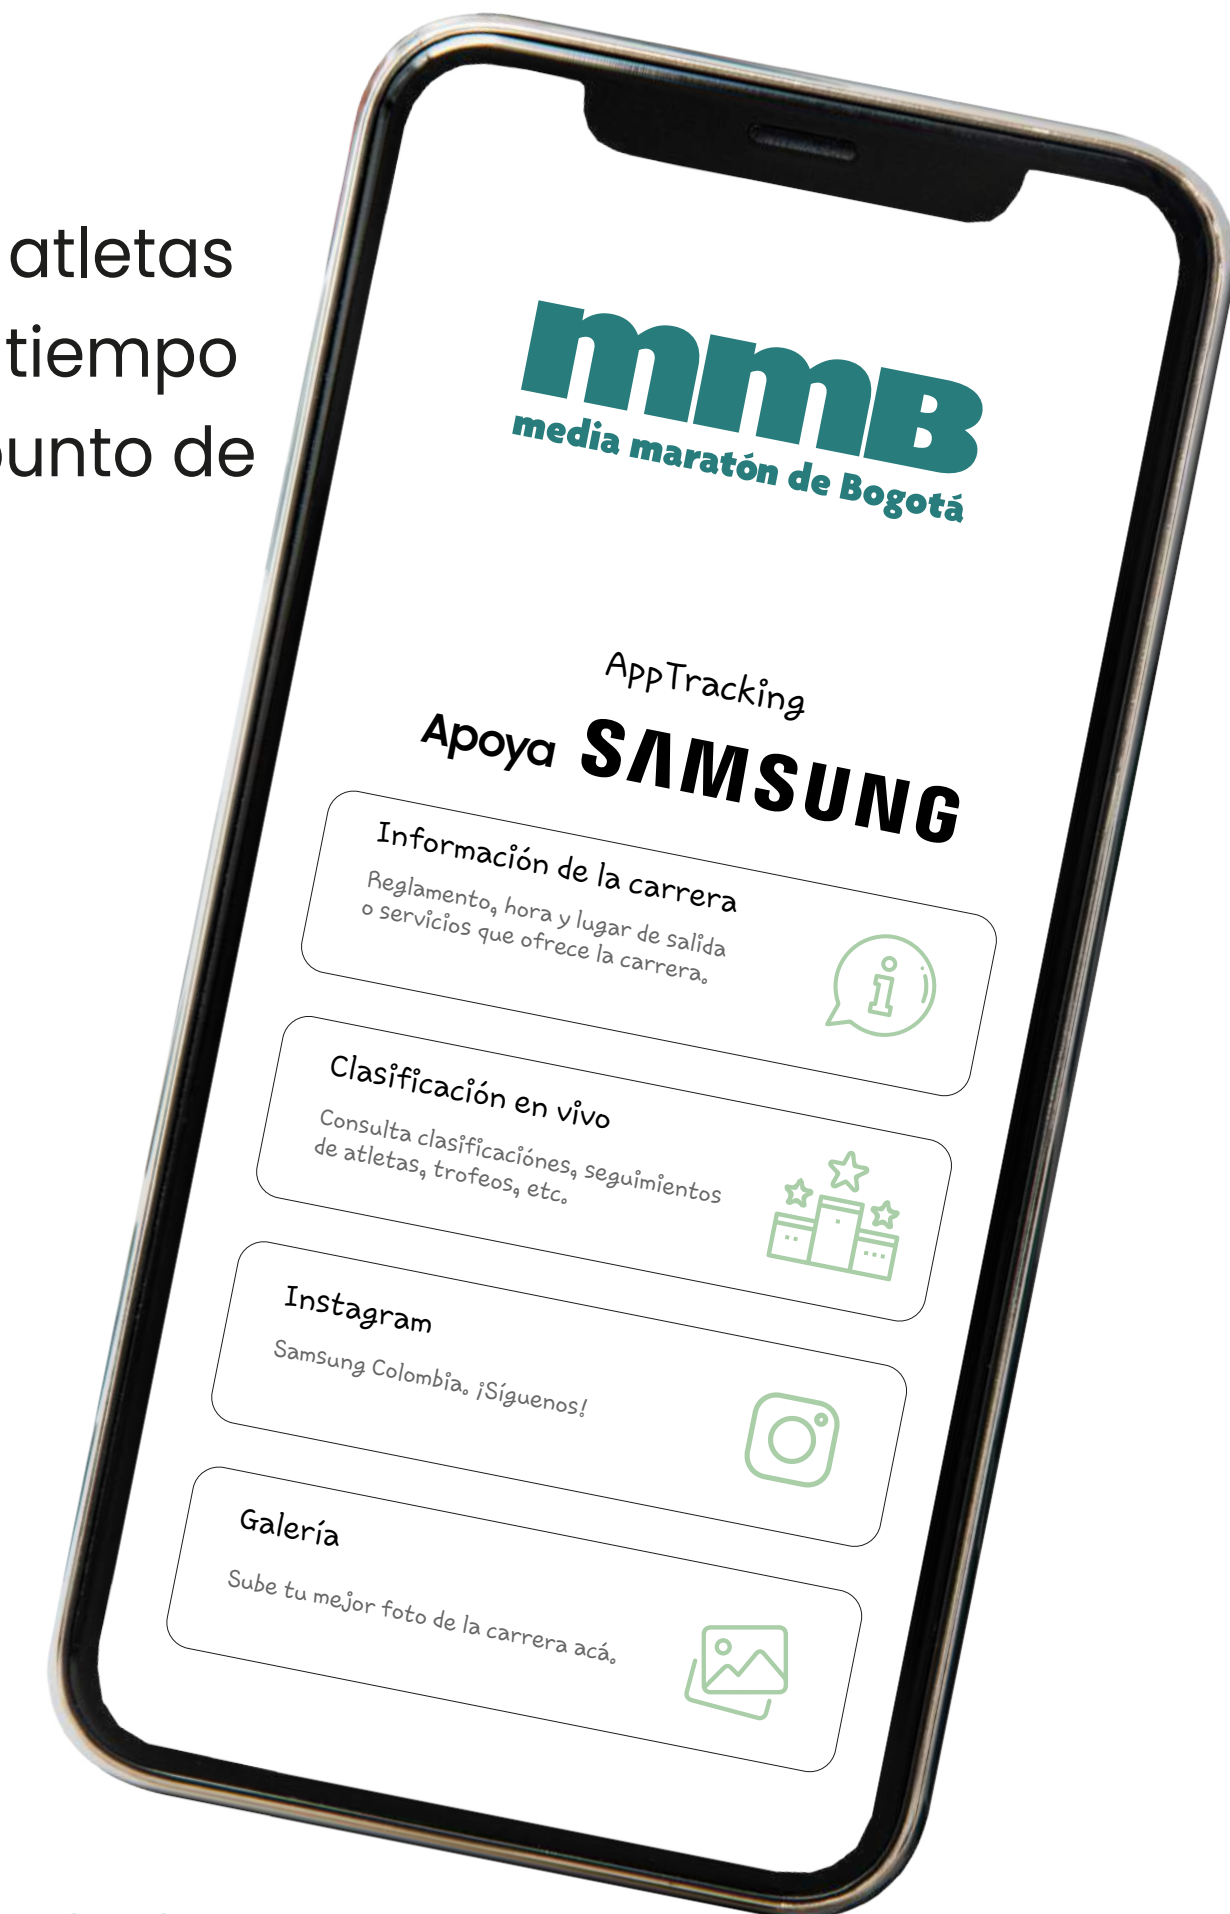 atletas
tiempo
punto de
mmB
media maratón de Bogotá
AppTracking
Apoya SAMSUNG
Información de la carrera
Reglamento, hora y lugar de salida
o servicios que ofrece la carrera.
Clasificación en vivo
Consulta clasificaciónes, seguimientos
de atletas, trofeos, etc.
Instagram
Samsung Colombia. ¡Síguenos!
Galería
Sube tu mejor foto de la carrera acá.